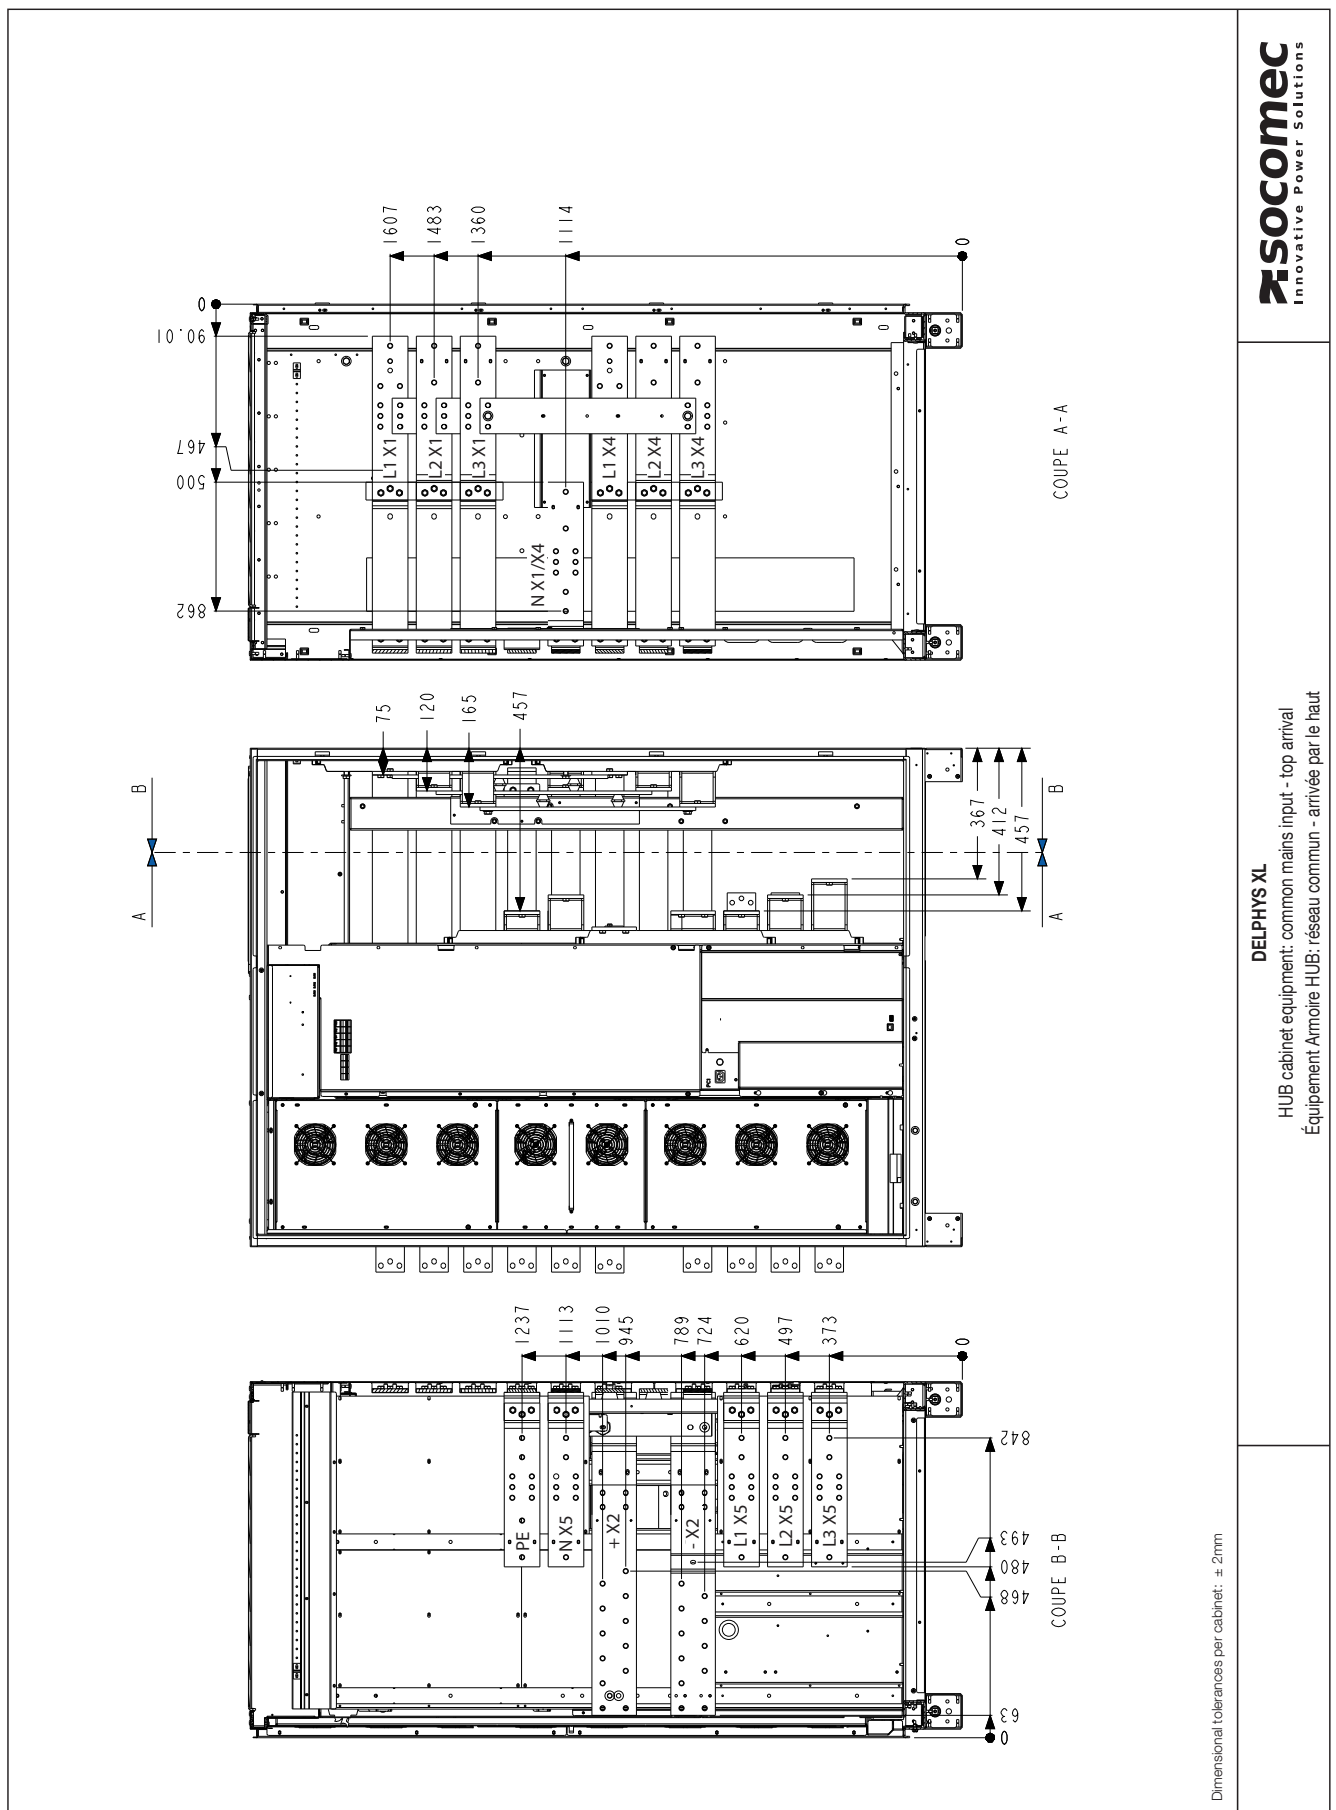 socomec
Innovative Power Solutions
DELPHYS XL
HUB cabinet equipment: common mains input - top arrival
Équipement Armoire HUB: réseau commun - arrivée par le haut
Dimensional tolerances per cabinet: ± 2mm
1607
1483
1360
1114
0
0
90.01
467
500
862
L1 X1
L2 X1
L3 X1
N X1/X4
L1 X4
L2 X4
L3 X4
COUPE A-A
75
120
165
457
B
A
B
A
367
412
457
1237
1113
1010
945
789
724
620
497
373
0
PE
N X5
+ X2
- X2
L1 X5
L2 X5
L3 X5
842
493
480
468
63
0
COUPE B-B